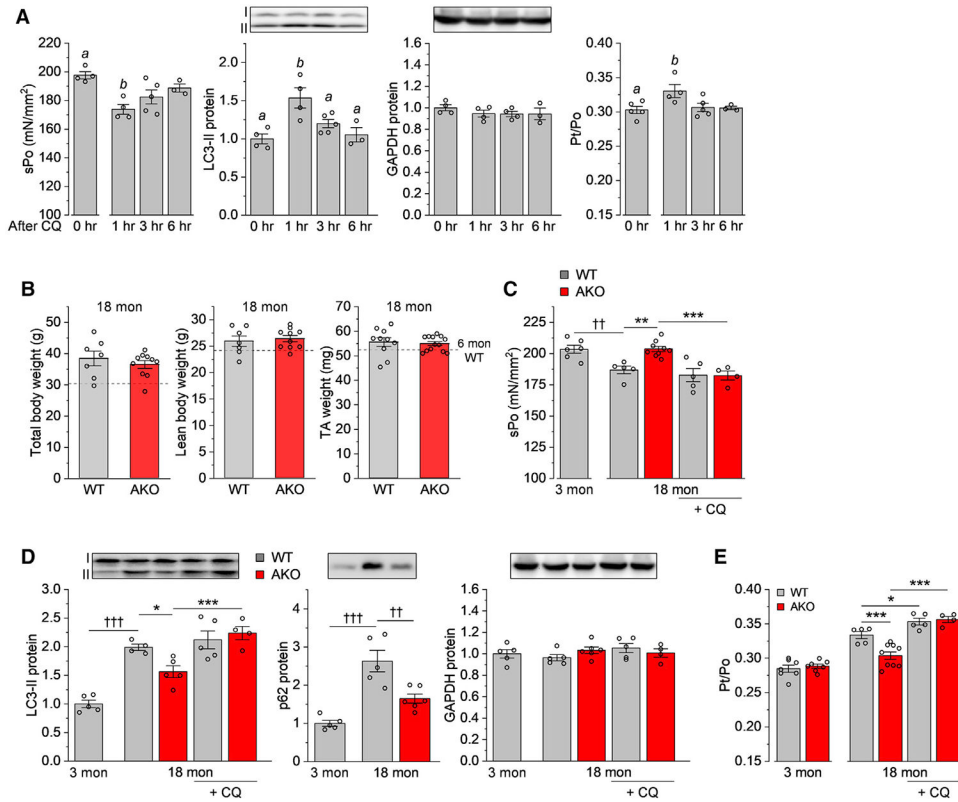 A
I
II
sPo (mN/mm²)
200
180
160
140
120
100
a
b
After CQ
0 hr
1 hr 3 hr 6 hr
LC3-II protein
2.0
1.5
1.0
0.5
0.0
a
b
a
a
0 hr
1 hr 3 hr 6 hr
GAPDH protein
1.6
1.4
1.2
1.0
0.8
0.6
0.4
0.2
0.0
0 hr
1 hr 3 hr 6 hr
Pt/Po
0.40
0.35
0.30
0.25
0.20
0.15
a
b
0 hr
1 hr 3 hr 6 hr
B
18 mon
Total body weight (g)
60
50
40
30
20
10
0
WT
AKO
18 mon
Lean body weight (g)
35
30
25
20
15
10
5
0
WT
AKO
18 mon
TA weight (mg)
70
60
50
40
30
20
10
0
6 mon
WT
WT
AKO
C
WT
AKO
sPo (mN/mm²)
225
200
175
150
125
100
††
**
***
3 mon
18 mon
+ CQ
D
I
II
WT
AKO
LC3-II protein
3.0
2.5
2.0
1.5
1.0
0.5
0.0
†††
*
***
3 mon
18 mon
+ CQ
p62 protein
4
3
2
1
0
†††
††
3 mon
18 mon
GAPDH protein
1.6
1.4
1.2
1.0
0.8
0.6
0.4
0.2
0.0
3 mon
18 mon
+ CQ
E
WT
AKO
Pt/Po
0.40
0.35
0.30
0.25
0.20
0.15
***
*
***
3 mon
18 mon
+ CQ